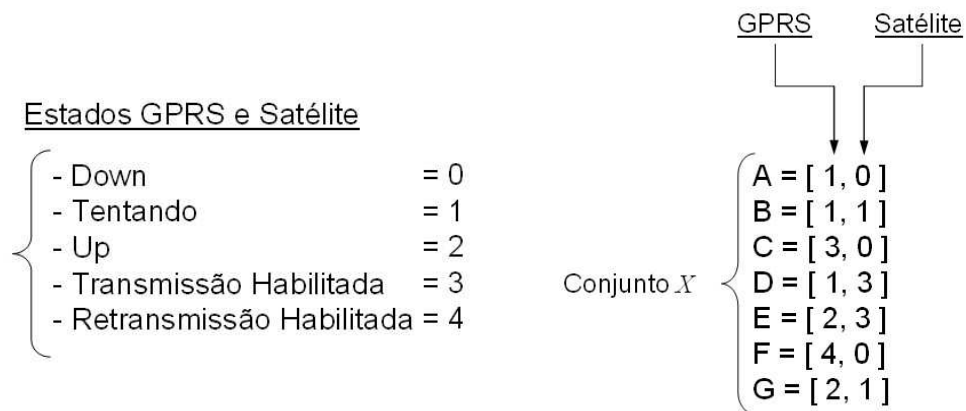 GPRS Satélite
Estados GPRS e Satélite
- Down = 0
- Tentando = 1
- Up = 2
- Transmissão Habilitada = 3
- Retransmissão Habilitada = 4
Conjunto X
A = [ 1, 0 ]
B = [ 1, 1 ]
C = [ 3, 0 ]
D = [ 1, 3 ]
E = [ 2, 3 ]
F = [ 4, 0 ]
G = [ 2, 1 ]